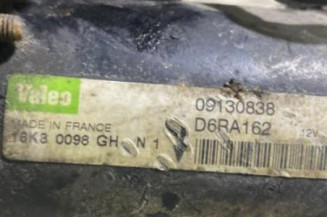 Valeo
09130838
MADE IN FRANCE
D6RA162 12V
16K3 0098 GH N 1